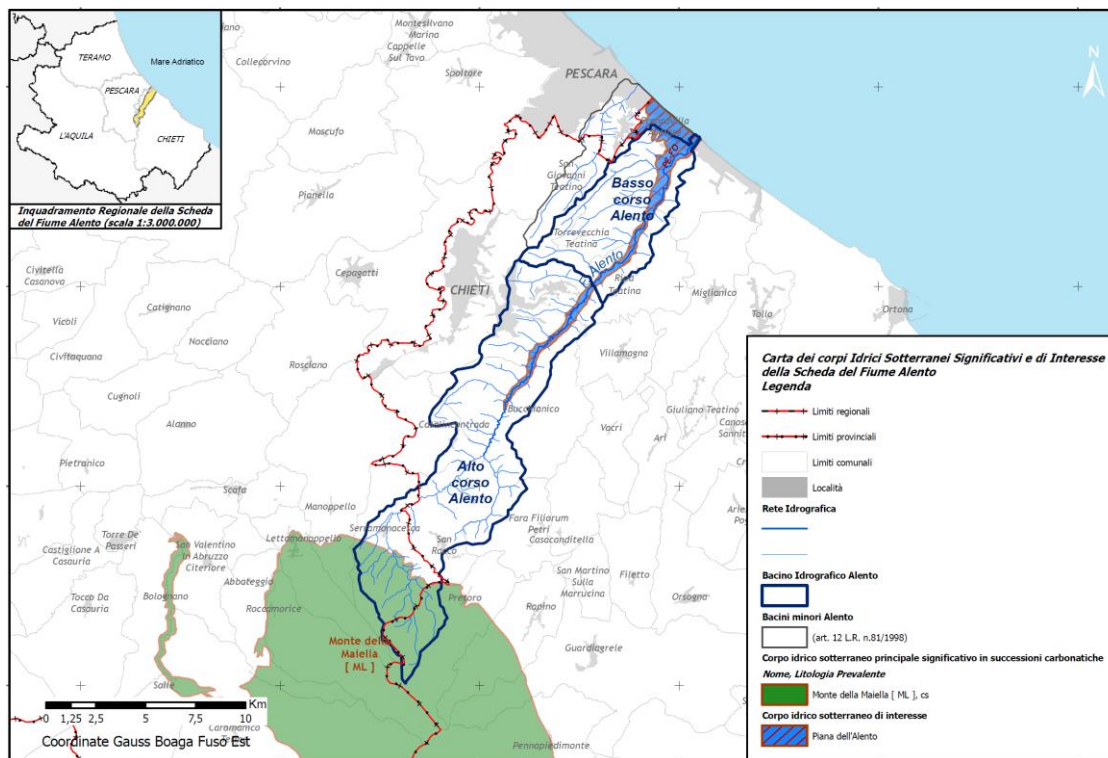 TERAMO
Mare Adriatico
PESCARA
L'AQUILA
CHIETI
Inquadramento Regionale della Scheda
del Fiume Alento (scala 1:3.000.000)
Montesilvano
Marina
Cappelle
Sul Tavo
Collecorvino
Spoltore
PESCARA
N
Moscufo
San
Giovanni
Teatino
Pianella
Basso
corso
Alento
Torrevecchia
Teatina
Civitella
Casanova
Cepagatti
CHIETI
F. Alento
Teatina
Miglianico
Ortona
Catignano
Tollo
Vicoli
Nocciano
Civitaquana
Villamagna
Rosciano
Cugnoli
Bucchianico
Giuliano Teatino
Alanno
Casalincontrada
Vacri
Ari
Pietranico
Alto
corso
Alento
Scafa
Manoppello
Fara Filiorum
Petri
Torre De
Passeri
Serramonacesca
Casacanditella
Castiglione A
Casauria
San Valentino
in Abruzzo
Citeriore
Lettomanoppello
San
Abbateggio
San Martino
Sulla
Marrucina
Filetto
Tocco Da
Casauria
Bolognano
Roccamorice
Pretoro
Rapino
Orsogna
Monte della
Maiella
[ ML ]
Guardiagrele
Salle
Km
0 1,25 2,5 5 7,5 10
Caramanico
Coordinate Gauss Boaga Fuso Est
Pennapiedimonte
Carta dei corpi Idrici Sotterranei Significativi e di Interesse
della Scheda del Fiume Alento
Legenda
Limiti regionali
Limiti provinciali
Limiti comunali
Località
Rete Idrografica
Bacino Idrografico Alento
Bacini minori Alento
(art. 12 L.R. n.81/1998)
Corpo idrico sotterraneo principale significativo in successioni carbonatiche
Nome, Litologia Prevalente
Monte della Maiella [ ML ], cs
Corpo idrico sotterraneo di interesse
Piana dell'Alento